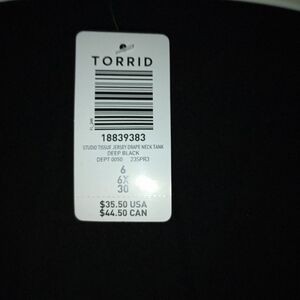 TORRID
18839383
STUDIO TISSUE JERSEY DRAPE NECK TANK
DEEP BLACK
DEPT 0050 23SPR3
6
6X
30
$35.50 USA
$44.50 CAN